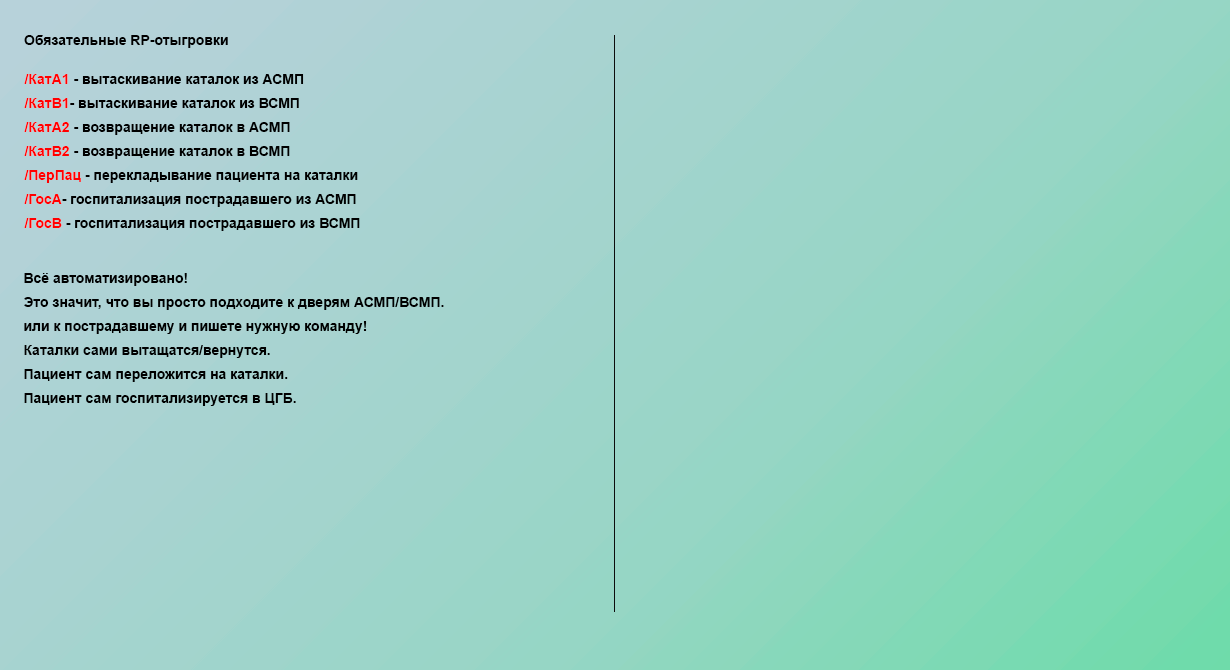 Обязательные RP-отыгровки
/КатА1 - вытаскивание каталок из АСМП
/КатВ1- вытаскивание каталок из ВСМП
/КатА2 - возвращение каталок в АСМП
/КатВ2 - возвращение каталок в ВСМП
/ПерПац - перекладывание пациента на каталки
/ГосА- госпитализация пострадавшего из АСМП
/ГосВ - госпитализация пострадавшего из ВСМП
Всё автоматизировано!
Это значит, что вы просто подходите к дверям АСМП/ВСМП.
или к пострадавшему и пишете нужную команду!
Каталки сами вытащатся/вернутся.
Пациент сам переложится на каталки.
Пациент сам госпитализируется в ЦГБ.